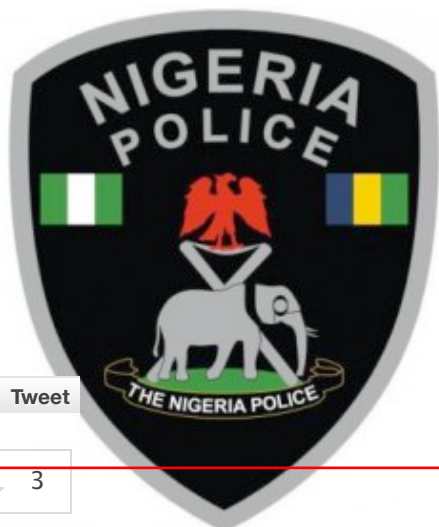 NIGERIA
POLICE
THE NIGERIA POLICE
Tweet
3